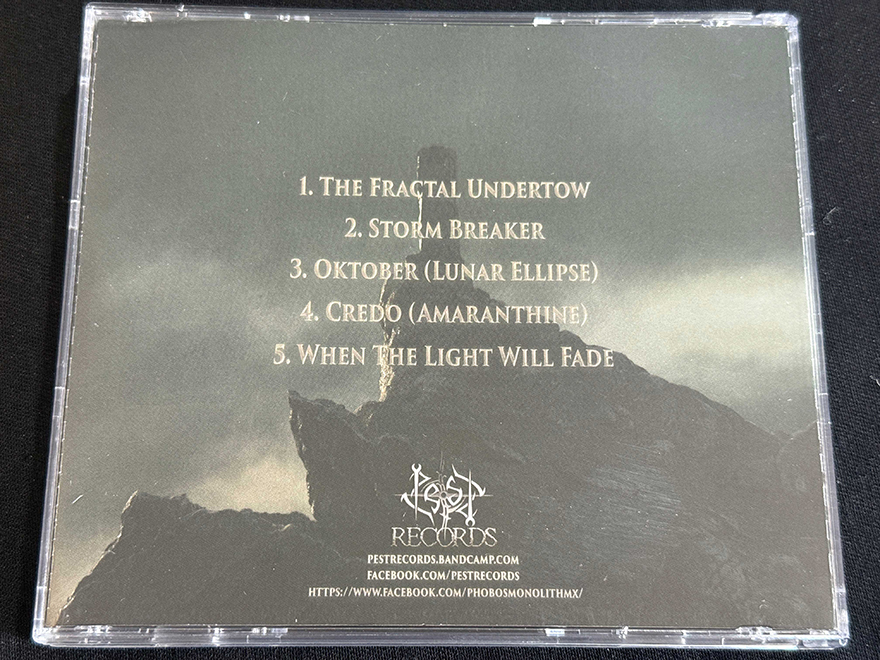 1. The Fractal Undertow
2. Storm Breaker
3. Oktober (Lunar Ellipse)
4. Credo (Amaranthine)
5. When The Light Will Fade
Pest
Records
pestrecords.bandcamp.com
facebook.com/pestrecords
https://www.facebook.com/phobosmonolithmx/